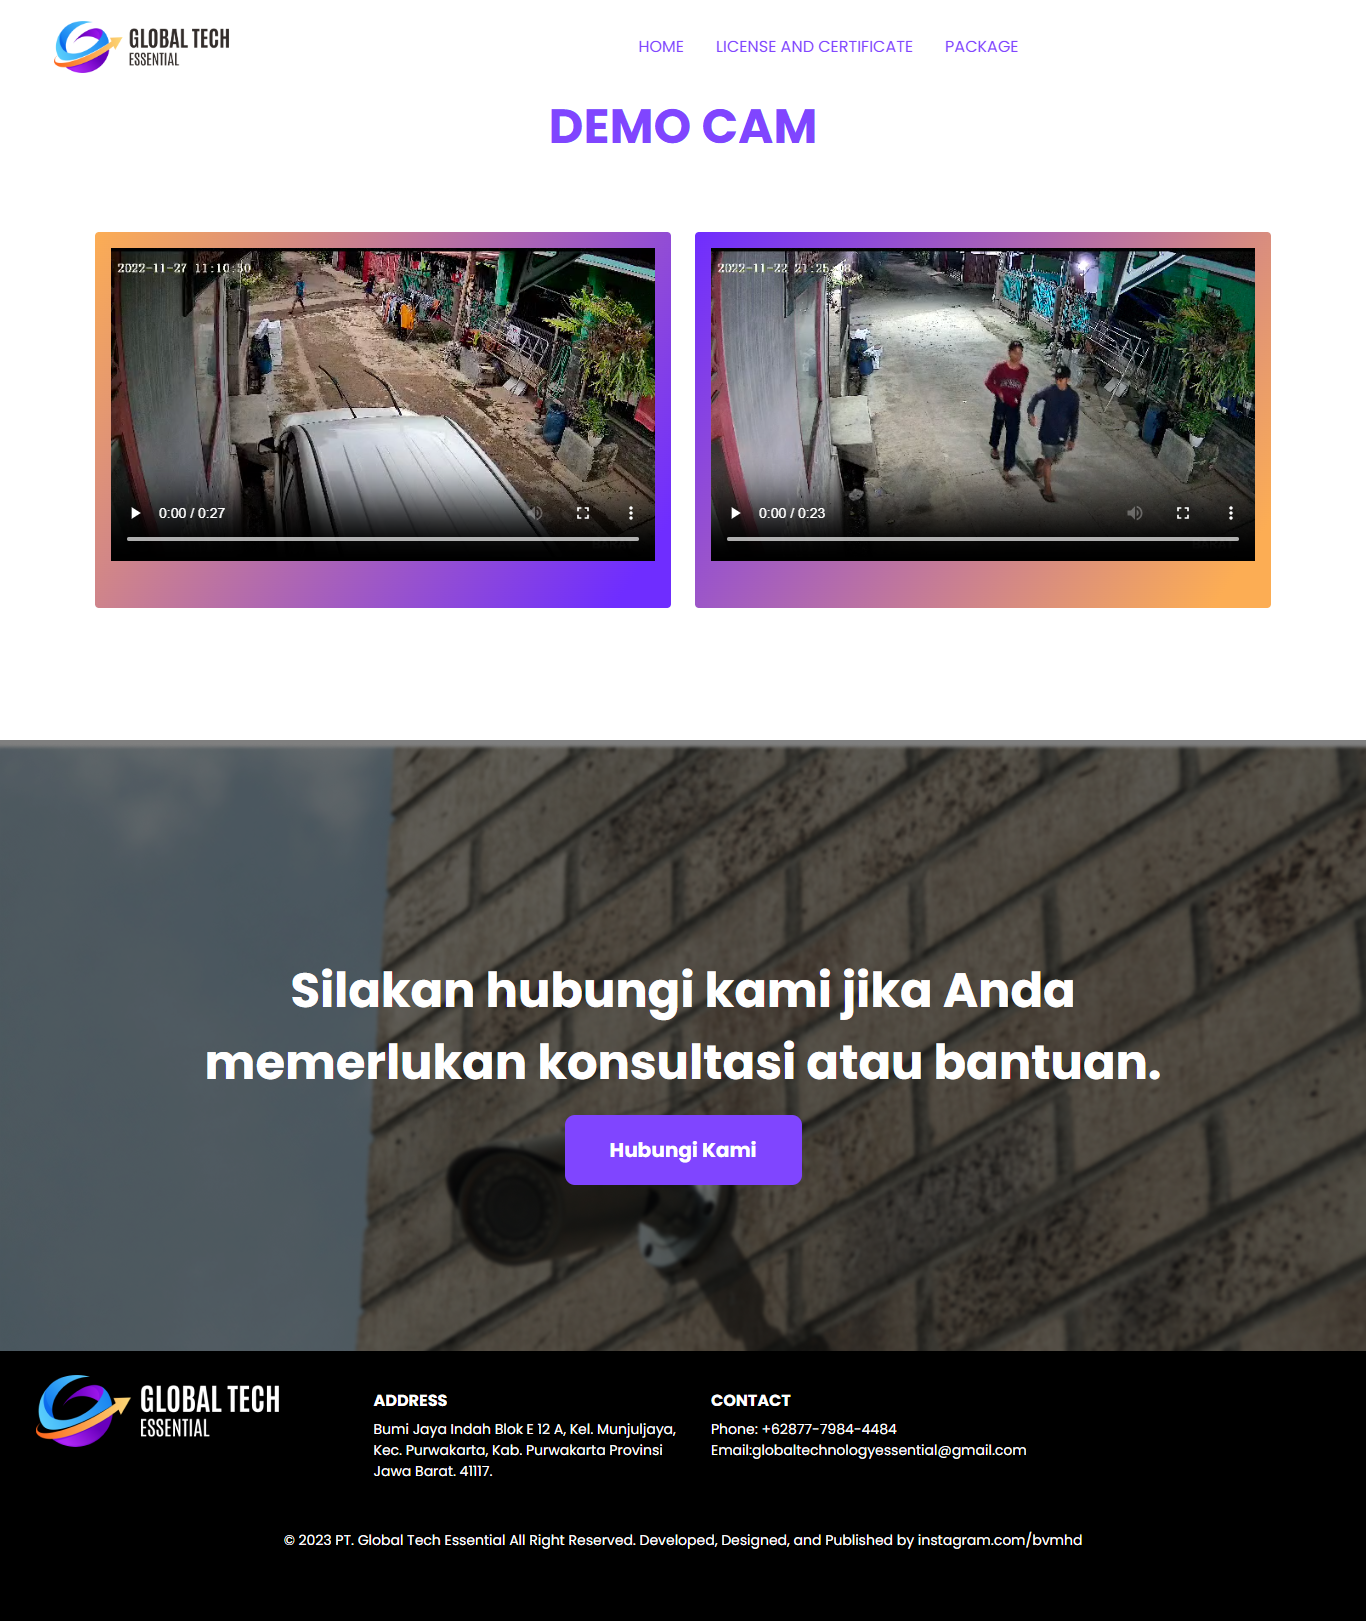 GLOBAL TECH
ESSENTIAL
HOME LICENSE AND CERTIFICATE PACKAGE
DEMO CAM
2022-11-27 11:10:30
0:00 / 0:27
2022-11-22 21:25:08
0:00 / 0:23
Silakan hubungi kami jika Anda
memerlukan konsultasi atau bantuan.
Hubungi Kami
GLOBAL TECH
ESSENTIAL
ADDRESS
Bumi Jaya Indah Blok E 12 A, Kel. Munjuljaya,
Kec. Purwakarta, Kab. Purwakarta Provinsi
Jawa Barat. 41117.
CONTACT
Phone: +62877-7984-4484
Email:globaltechnologyessential@gmail.com
© 2023 PT. Global Tech Essential All Right Reserved. Developed, Designed, and Published by instagram.com/bvmhd